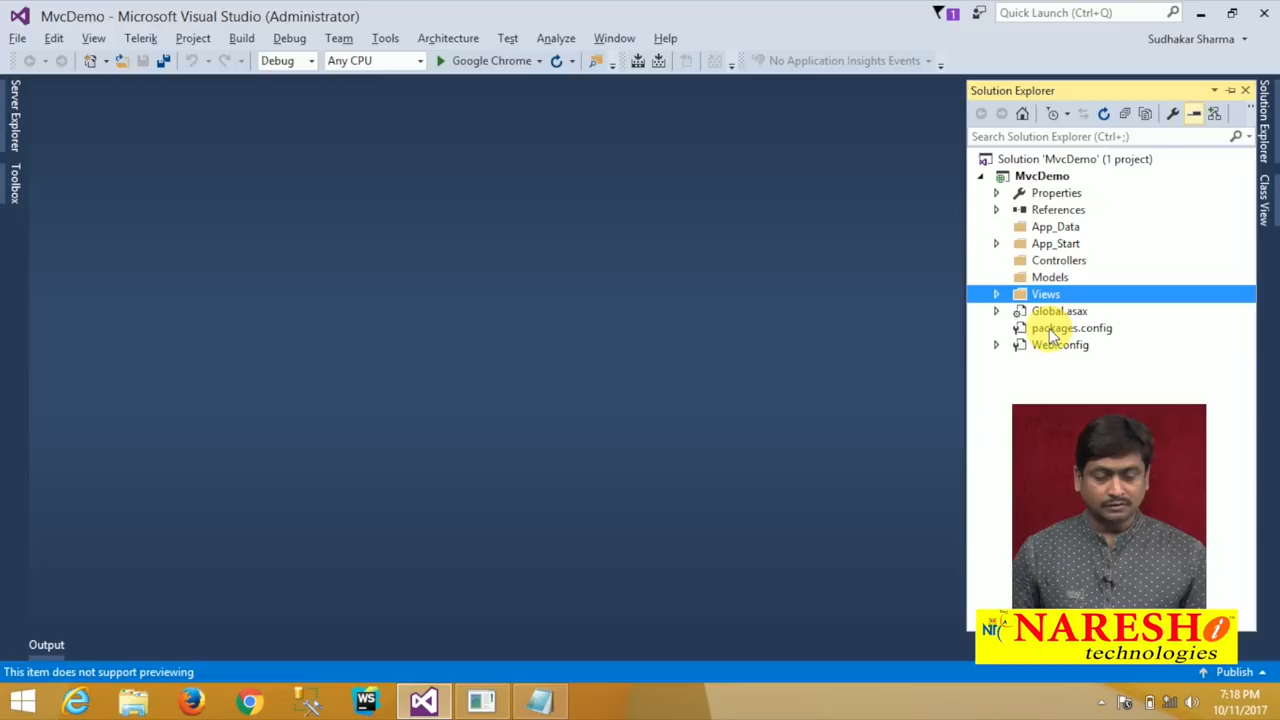 MvcDemo - Microsoft Visual Studio (Administrator)
1
Quick Launch (Ctrl+Q)
File Edit View Telerik Project Build Debug Team Tools Architecture Test Analyze Window Help
Sudhakar Sharma
Debug Any CPU Google Chrome No Application Insights Events
Server Explorer
Toolbox
Solution Explorer
Search Solution Explorer (Ctrl+;)
Solution 'MvcDemo' (1 project)
MvcDemo
Properties
References
App_Data
App_Start
Controllers
Models
Views
Global.asax
packages.config
Web.config
Solution Explorer
Class View
NARESH i
technologies
Output
This item does not support previewing
Publish
WS
7:18 PM
10/11/2017